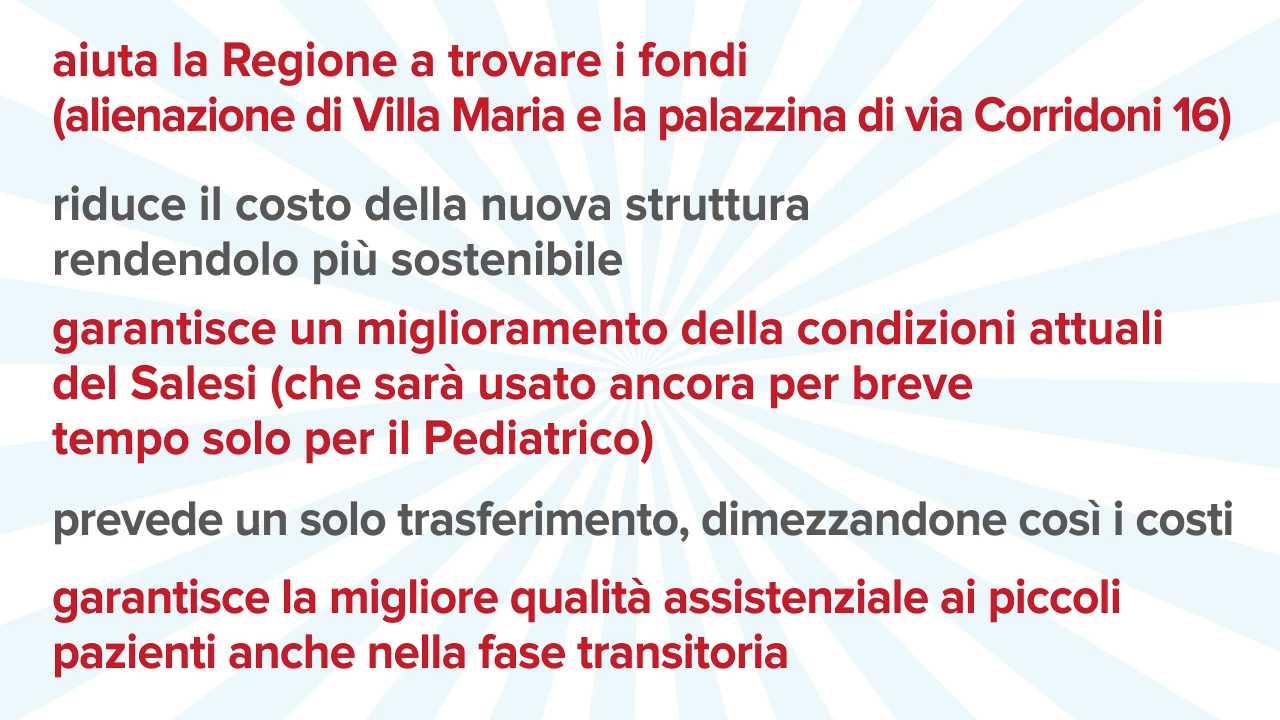 aiuta la Regione a trovare i fondi
(alienazione di Villa Maria e la palazzina di via Corridoni 16)
riduce il costo della nuova struttura
rendendolo più sostenibile
garantisce un miglioramento della condizioni attuali
del Salesi (che sarà usato ancora per breve
tempo solo per il Pediatrico)
prevede un solo trasferimento, dimezzandone così i costi
garantisce la migliore qualità assistenziale ai piccoli
pazienti anche nella fase transitoria